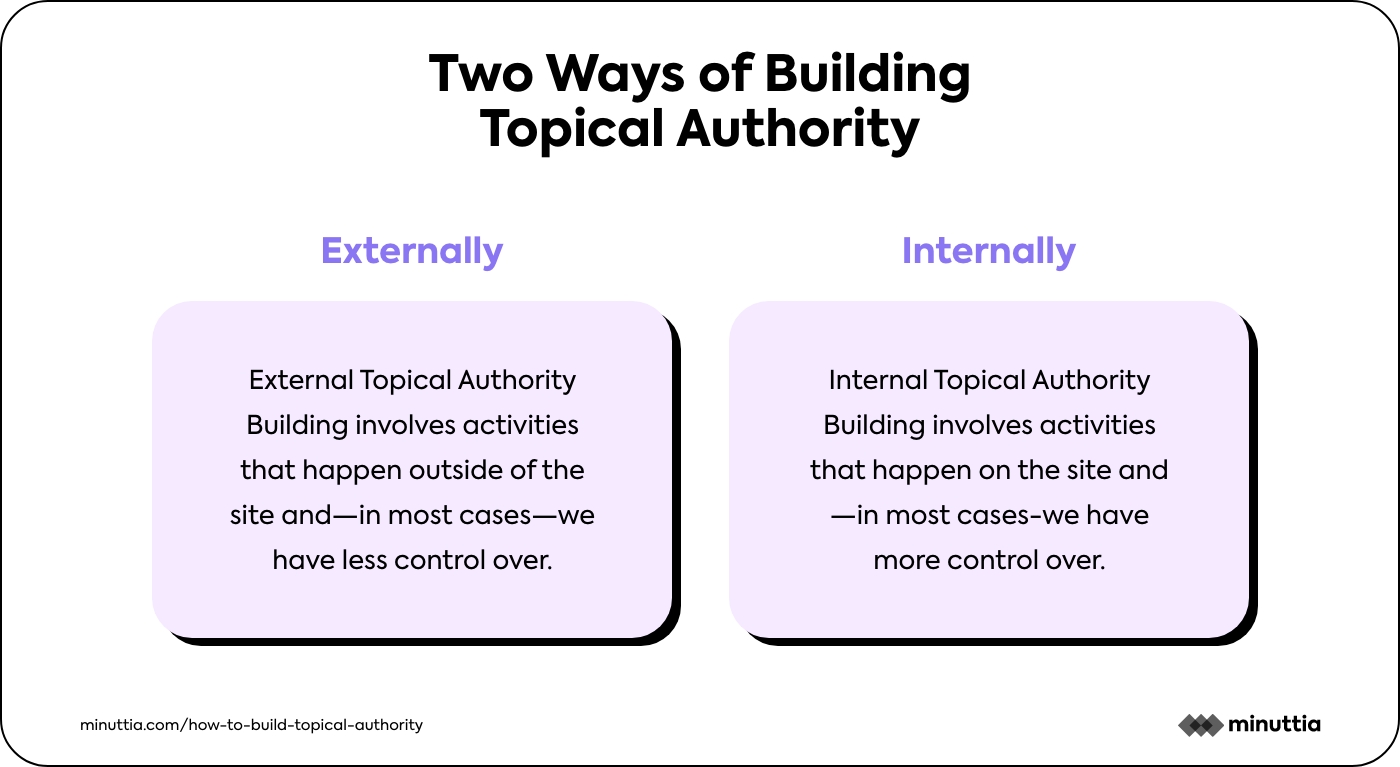 Two Ways of Building
Topical Authority
Externally
External Topical Authority
Building involves activities
that happen outside of the
site and—in most cases—we
have less control over.
Internally
Internal Topical Authority
Building involves activities
that happen on the site and
—in most cases-we have
more control over.
minuttia.com/how-to-build-topical-authority
minuttia